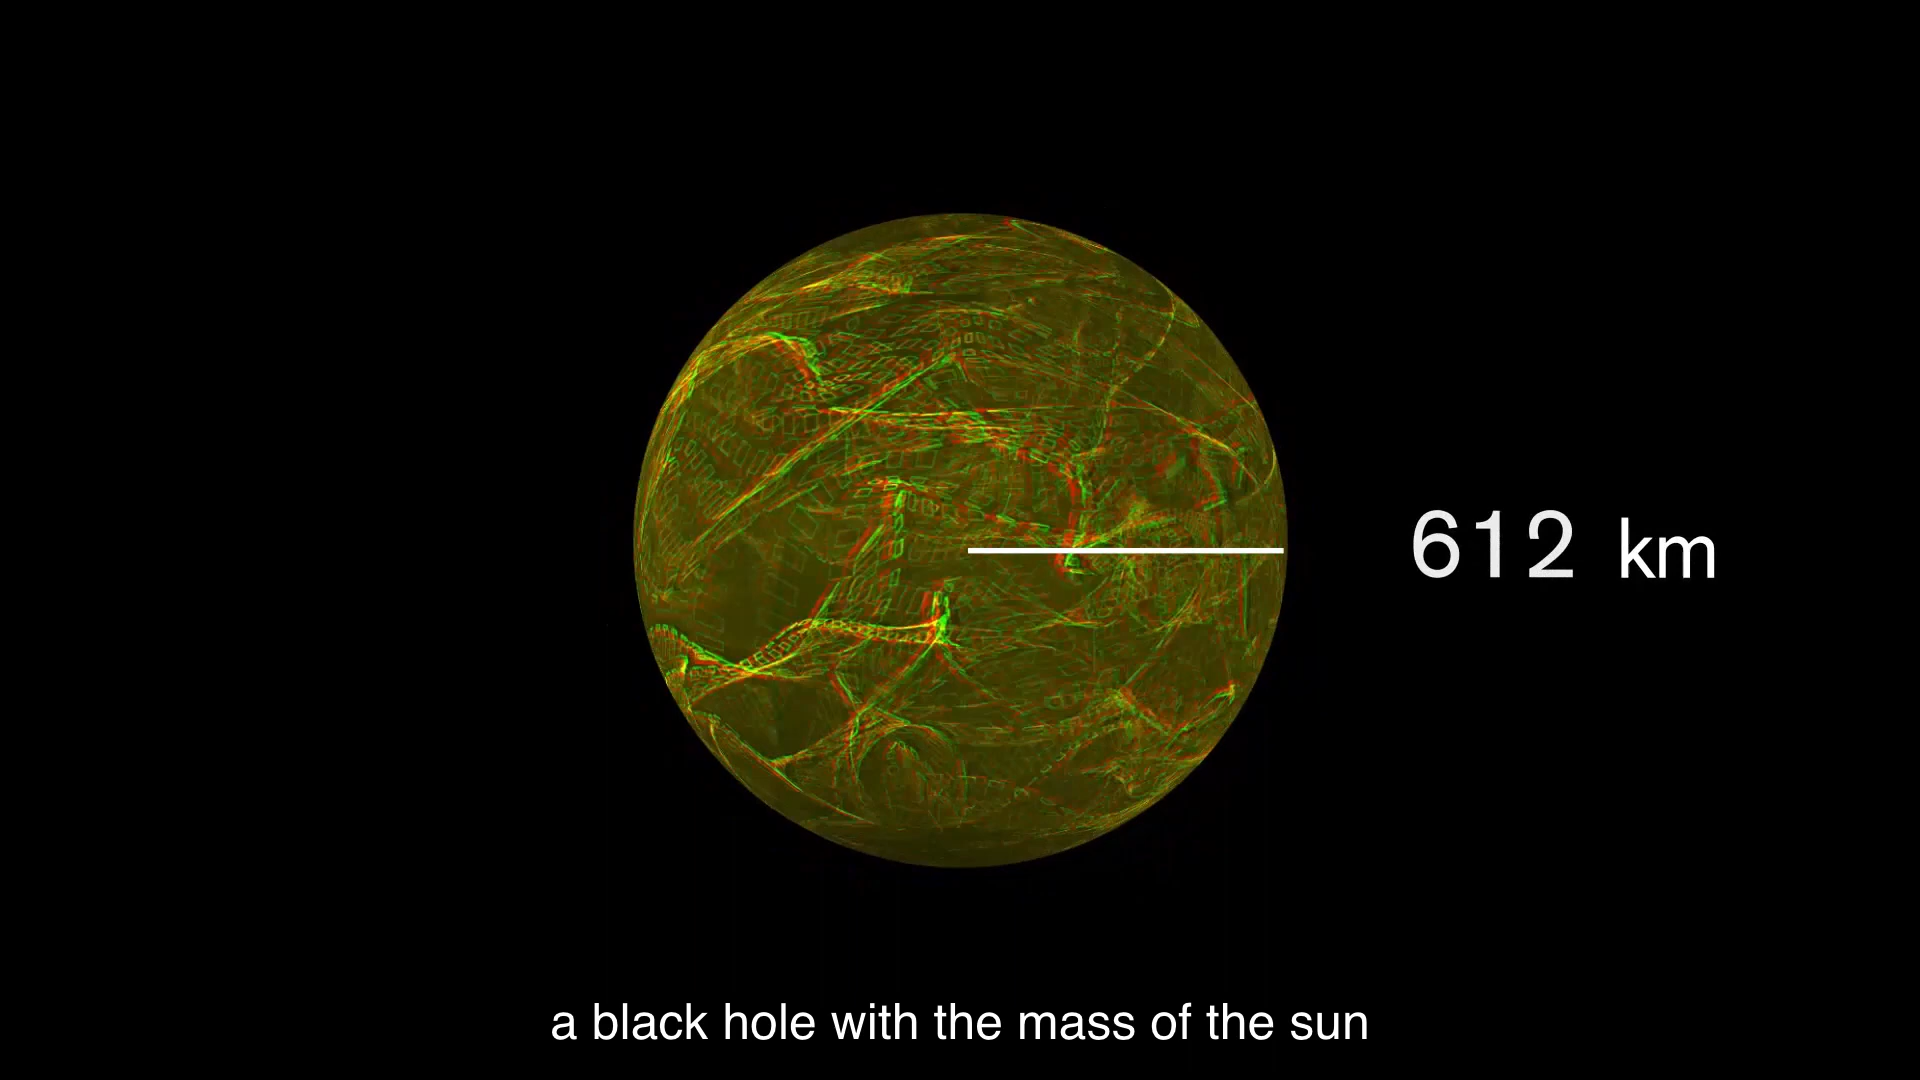 612 km
a black hole with the mass of the sun